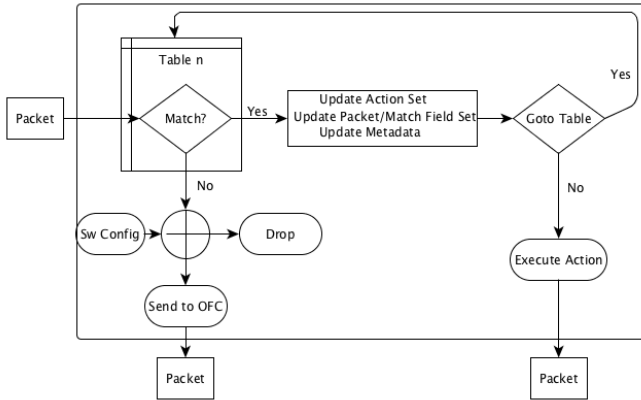 Table n
Yes
Packet
Match?
Yes
Update Action Set
Update Packet/Match Field Set
Update Metadata
Goto Table
No
No
Sw Config
Drop
Execute Action
Send to OFC
Packet
Packet